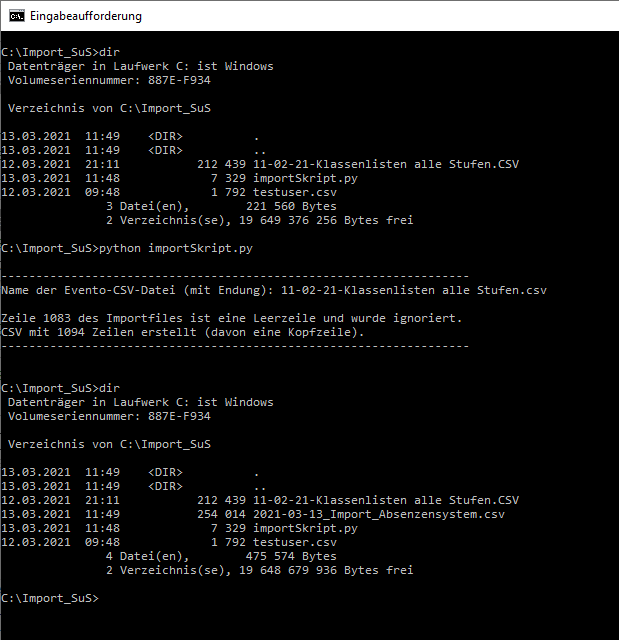 Eingabeaufforderung
C:\Import_SuS>dir
Datenträger in Laufwerk C: ist Windows
Volumeseriennummer: 887E-F934
Verzeichnis von C:\Import_SuS
13.03.2021  11:49    <DIR>          .
13.03.2021  11:49    <DIR>          ..
12.03.2021  21:11           212 439 11-02-21-Klassenlisten alle Stufen.CSV
13.03.2021  11:48             7 329 importSkript.py
12.03.2021  09:48             1 792 testuser.csv
3 Datei(en),        221 560 Bytes
2 Verzeichnis(se), 19 649 376 256 Bytes frei
C:\Import_SuS>python importSkript.py
-------------------------------------------------------------------
Name der Evento-CSV-Datei (mit Endung): 11-02-21-Klassenlisten alle Stufen.csv
Zeile 1083 des Importfiles ist eine Leerzeile und wurde ignoriert.
CSV mit 1094 Zeilen erstellt (davon eine Kopfzeile).
-------------------------------------------------------------------
C:\Import_SuS>dir
Datenträger in Laufwerk C: ist Windows
Volumeseriennummer: 887E-F934
Verzeichnis von C:\Import_SuS
13.03.2021  11:49    <DIR>          .
13.03.2021  11:49    <DIR>          ..
12.03.2021  21:11           212 439 11-02-21-Klassenlisten alle Stufen.CSV
13.03.2021  11:49           254 014 2021-03-13_Import_Absenzensystem.csv
13.03.2021  11:48             7 329 importSkript.py
12.03.2021  09:48             1 792 testuser.csv
4 Datei(en),        475 574 Bytes
2 Verzeichnis(se), 19 648 679 936 Bytes frei
C:\Import_SuS>